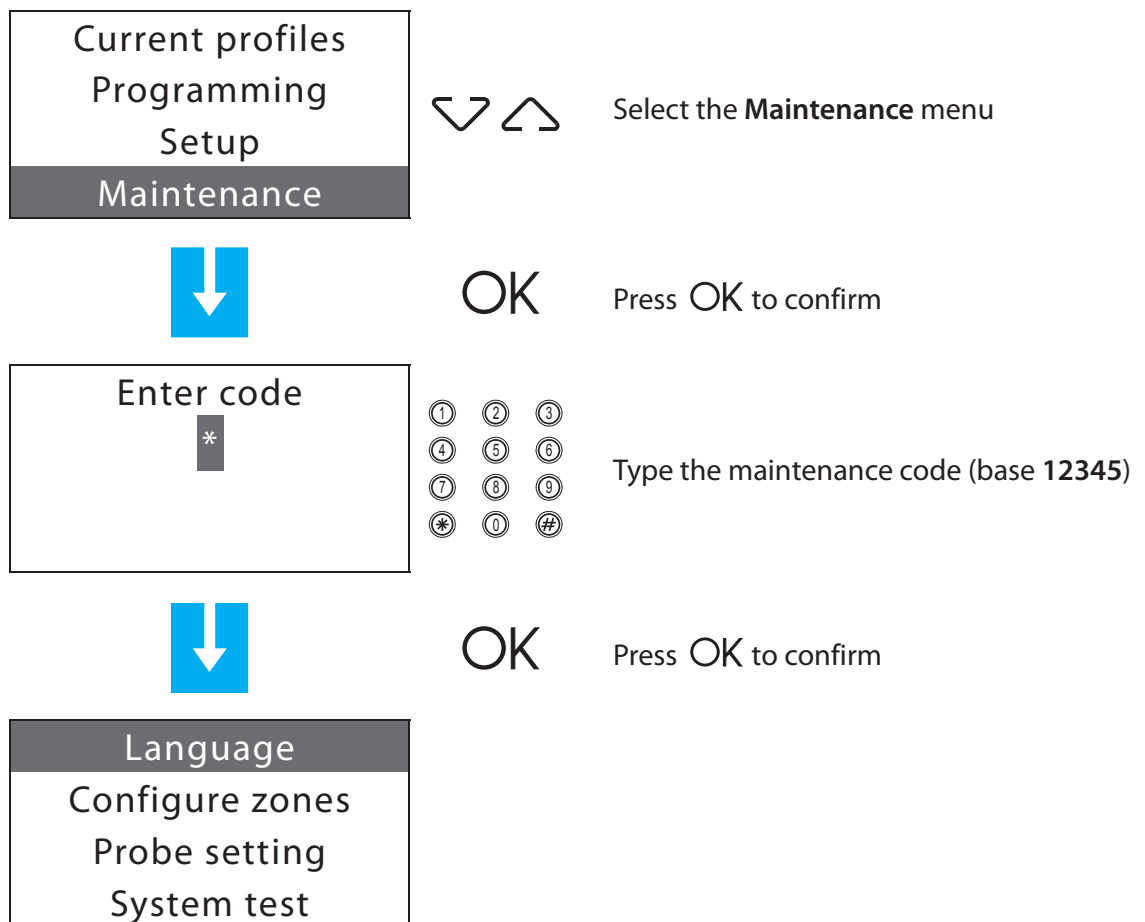 Current profiles
Programming
Setup
Maintenance
Select the Maintenance menu
OK
Press OK to confirm
Enter code
*
1 2 3
4 5 6
7 8 9
* 0 #
Type the maintenance code (base 12345)
OK
Press OK to confirm
Language
Configure zones
Probe setting
System test